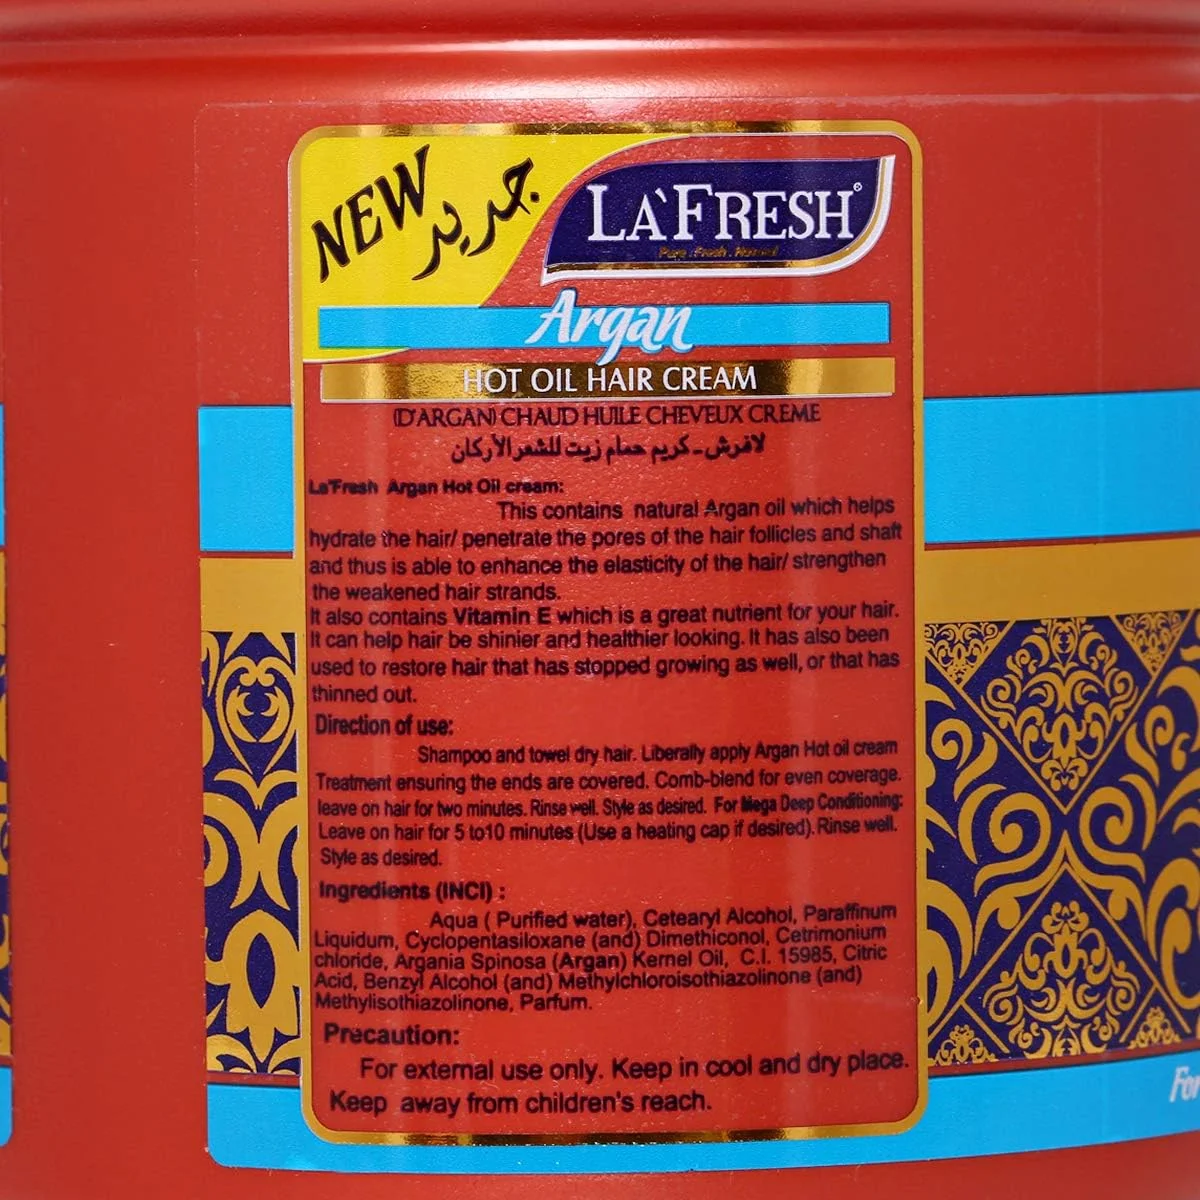 NEW جديد
LA'FRESH®
Pure . Fresh . Natural
Argan
HOT OIL HAIR CREAM
(D'ARGAN) CHAUD HUILE CHEVEUX CREME
لافرش - كريم حمام زيت للشعر الأركان
La'Fresh Argan Hot Oil cream:
This contains natural Argan oil which helps
hydrate the hair/ penetrate the pores of the hair follicles and shaft
and thus is able to enhance the elasticity of the hair/ strengthen
the weakened hair strands.
It also contains Vitamin E which is a great nutrient for your hair.
It can help hair be shinier and healthier looking. It has also been
used to restore hair that has stopped growing as well, or that has
thinned out.
Direction of use:
Shampoo and towel dry hair. Liberally apply Argan Hot oil cream
Treatment ensuring the ends are covered. Comb-blend for even coverage.
leave on hair for two minutes. Rinse well. Style as desired. For Mega Deep Conditioning:
Leave on hair for 5 to10 minutes (Use a heating cap if desired). Rinse well.
Style as desired.
Ingredients (INCI) :
Aqua ( Purified water), Cetearyl Alcohol, Paraffinum
Liquidum, Cyclopentasiloxane (and) Dimethiconol, Cetrimonium
chloride, Argania Spinosa (Argan) Kernel Oil, C.I. 15985, Citric
Acid, Benzyl Alcohol (and) Methylchloroisothiazolinone (and)
Methylisothiazolinone, Parfum.
Precaution:
For external use only. Keep in cool and dry place.
Keep away from children's reach.